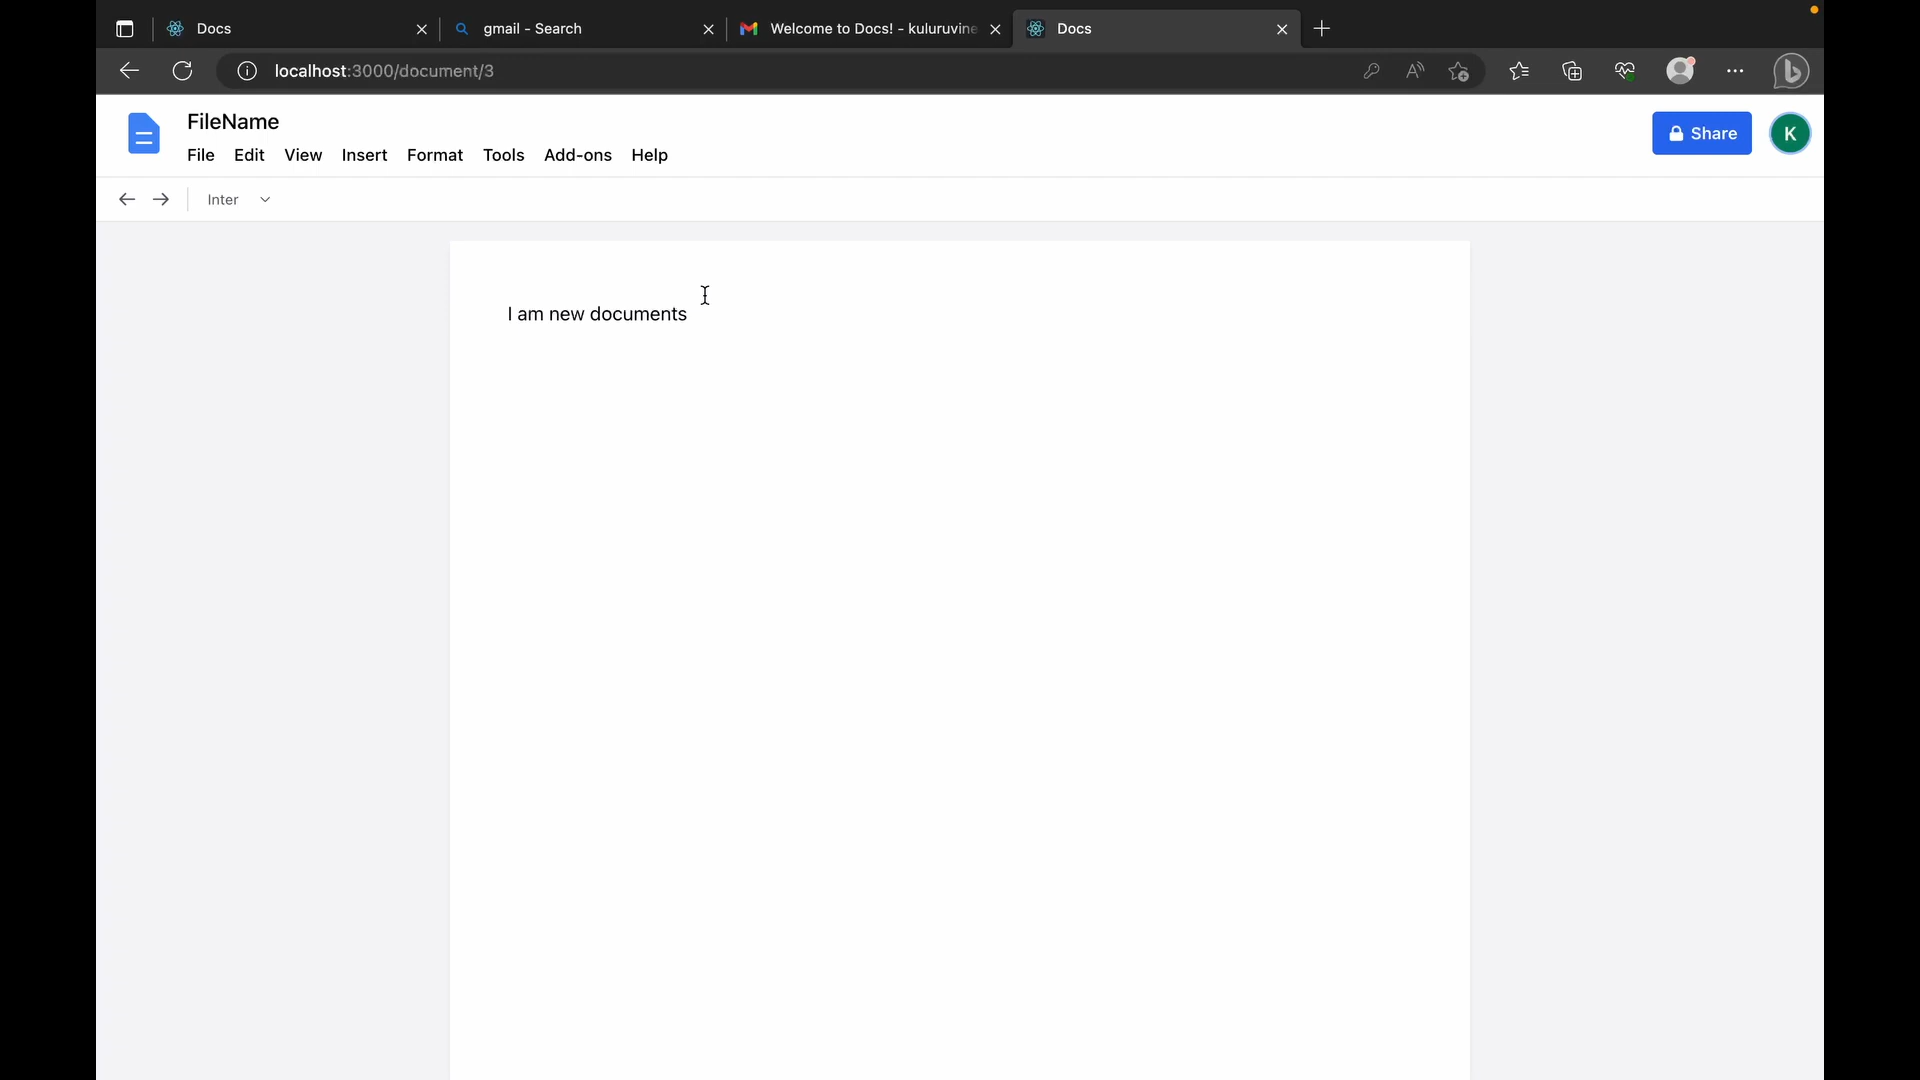 Docs
gmail - Search
Welcome to Docs! - kuluruvine
Docs
localhost:3000/document/3
FileName
File Edit View Insert Format Tools Add-ons Help
Share
K
Inter
I am new documents